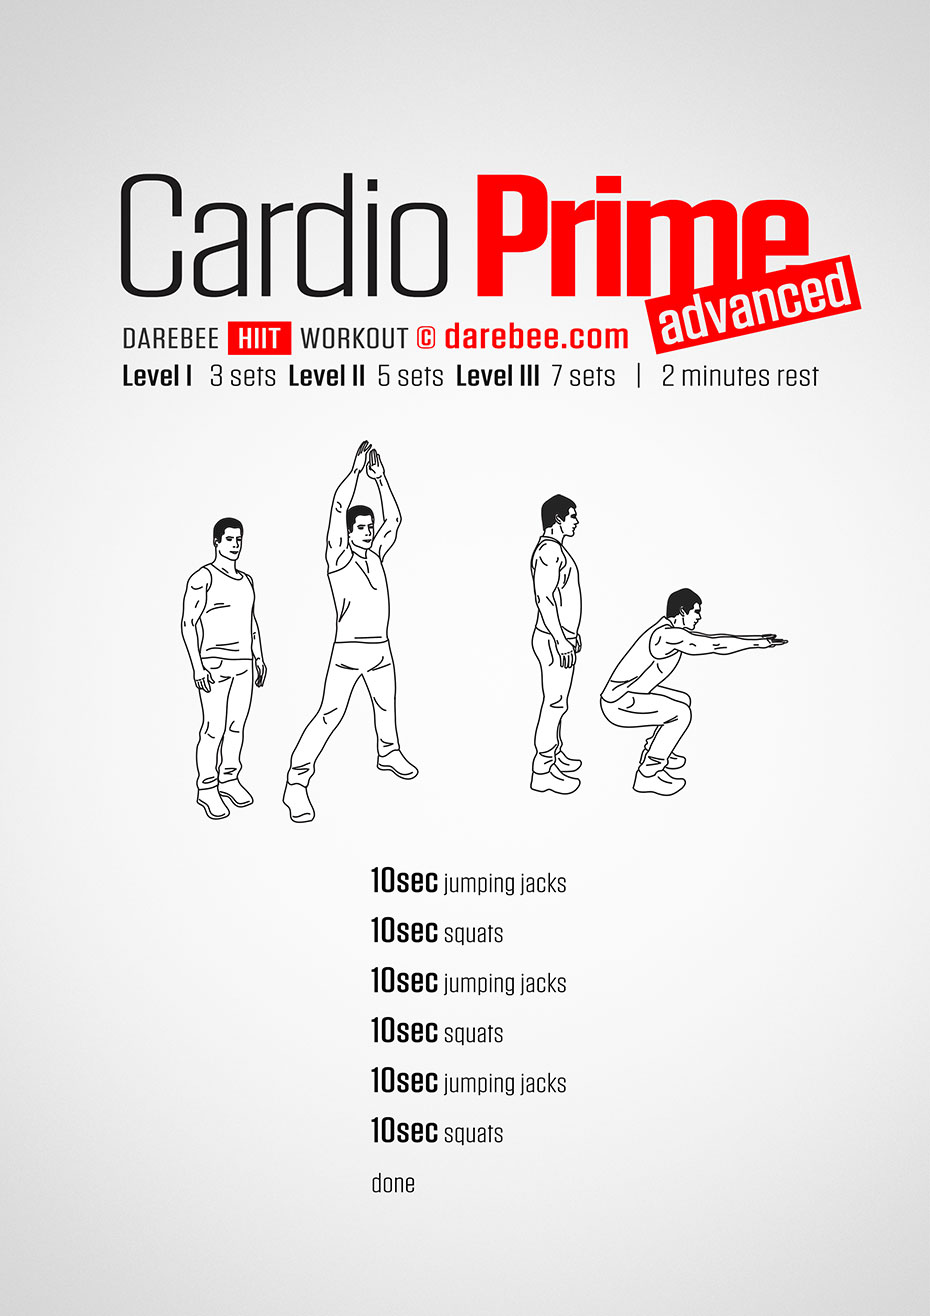 Cardio Prime
advanced
DAREBEE HIIT WORKOUT © darebee.com
Level I 3 sets Level II 5 sets Level III 7 sets | 2 minutes rest
10sec jumping jacks
10sec squats
10sec jumping jacks
10sec squats
10sec jumping jacks
10sec squats
done